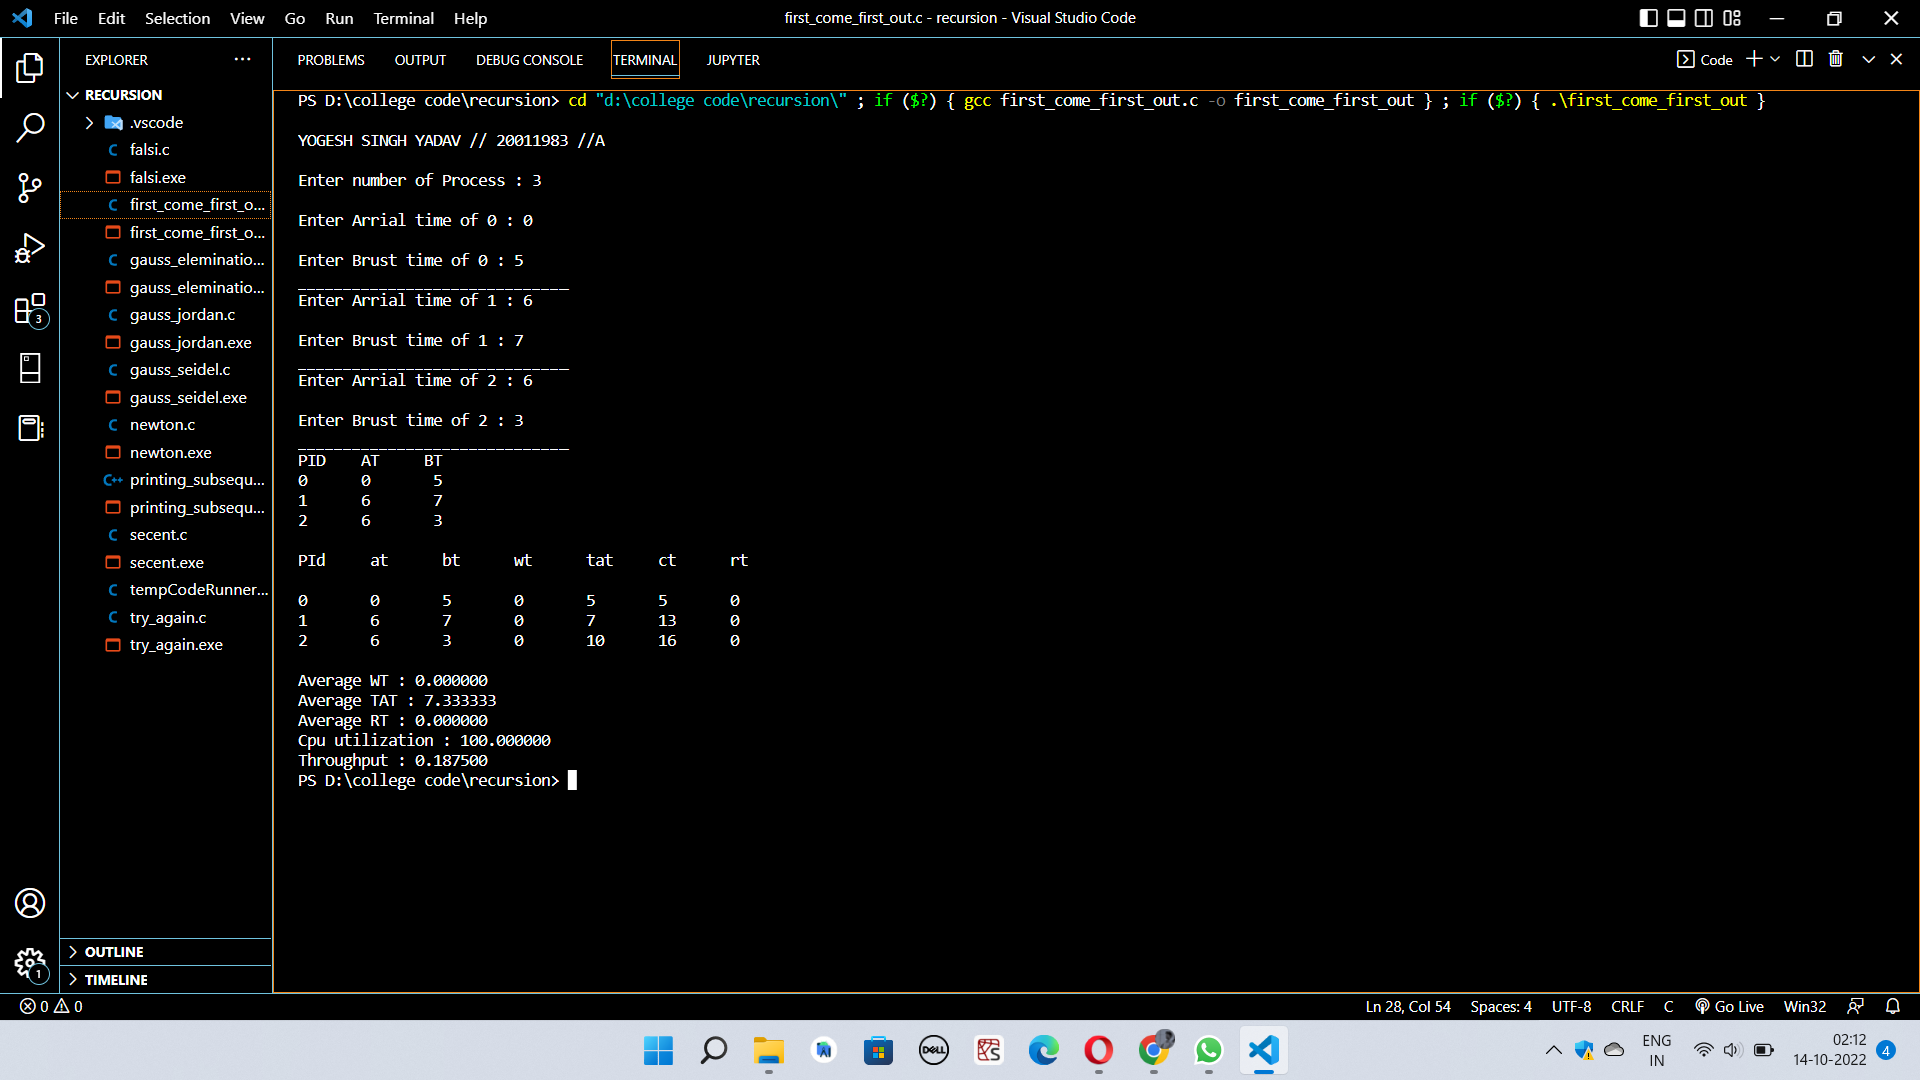 File Edit Selection View Go Run Terminal Help
first_come_first_out.c - recursion - Visual Studio Code
EXPLORER
RECURSION
.vscode
falsi.c
falsi.exe
first_come_first_o...
first_come_first_o...
gauss_eleminatio...
gauss_eleminatio...
gauss_jordan.c
gauss_jordan.exe
gauss_seidel.c
gauss_seidel.exe
newton.c
newton.exe
printing_subsequ...
printing_subsequ...
secent.c
secent.exe
tempCodeRunner...
try_again.c
try_again.exe
OUTLINE
TIMELINE
3
1
PROBLEMS OUTPUT DEBUG CONSOLE TERMINAL JUPYTER
Code
PS D:\college code\recursion> cd "d:\college code\recursion\" ; if ($?) { gcc first_come_first_out.c -o first_come_first_out } ; if ($?) { .\first_come_first_out }
YOGESH SINGH YADAV // 20011983 //A
Enter number of Process : 3
Enter Arrial time of 0 : 0
Enter Brust time of 0 : 5
______________________________
Enter Arrial time of 1 : 6
Enter Brust time of 1 : 7
______________________________
Enter Arrial time of 2 : 6
Enter Brust time of 2 : 3
______________________________
PID AT BT
0 0 5
1 6 7
2 6 3
PId at bt wt tat ct rt
0 0 5 0 5 5 0
1 6 7 0 7 13 0
2 6 3 0 10 16 0
Average WT : 0.000000
Average TAT : 7.333333
Average RT : 0.000000
Cpu utilization : 100.000000
Throughput : 0.187500
PS D:\college code\recursion>
0 0
Ln 28, Col 54 Spaces: 4 UTF-8 CRLF C Go Live Win32
DELL
ENG
IN
02:12
14-10-2022
4